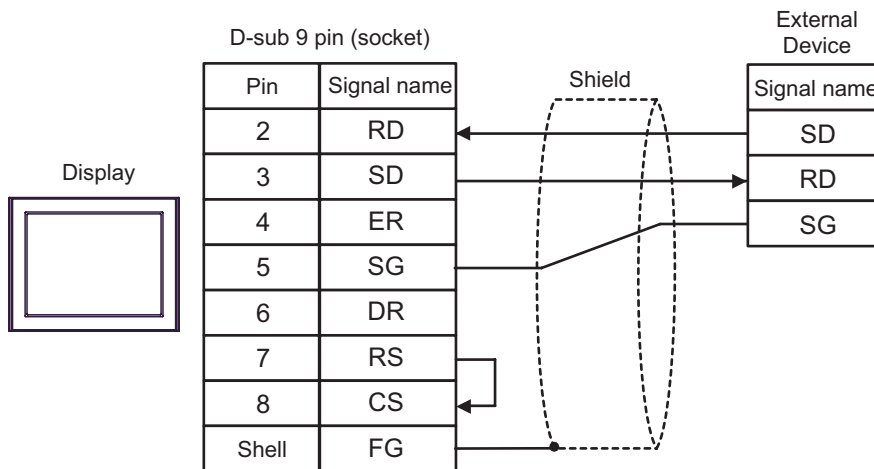 External
Device
D-sub 9 pin (socket)
Shield
Pin Signal name
Signal name
2 RD
SD
Display
3 SD
RD
4 ER
SG
5 SG
6 DR
7 RS
8 CS
Shell FG